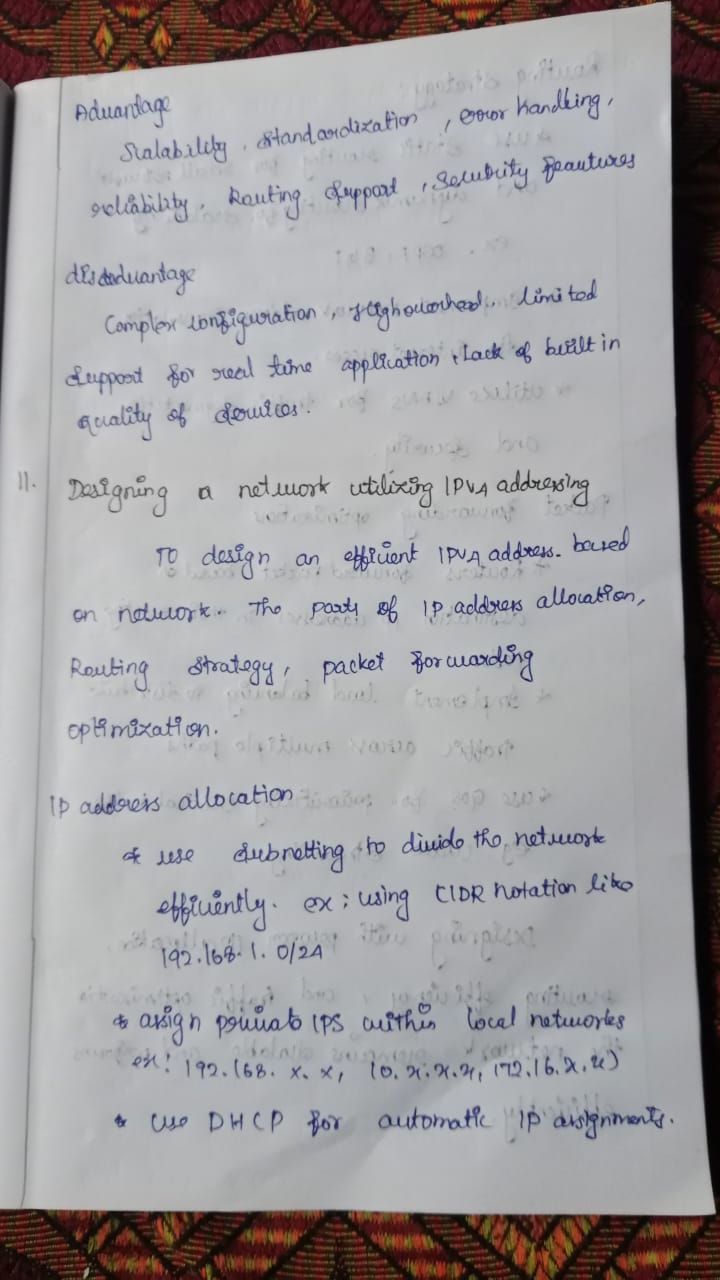 Advantage
Scalability, standardization, error handling,
reliability, Routing Support, Security feautures
disadvantage
Complex configuration, High overhead, limited
Support for real time application, Lack of built in
quality of services.
11. Designing a network utilizing IPV4 addressing
To design an efficient IPV4 address based
on network. The parts of IP address allocation,
Routing strategy, packet forwarding
optimization.
IP address allocation
* use subnetting to divide the network
efficiently. ex: using CIDR notation like
192.168.1.0/24
* assign private IPS within local networks
ex: 192.168.x.x, 10.x.x.x, 172.16.x.x)
* use DHCP for automatic IP assignments.